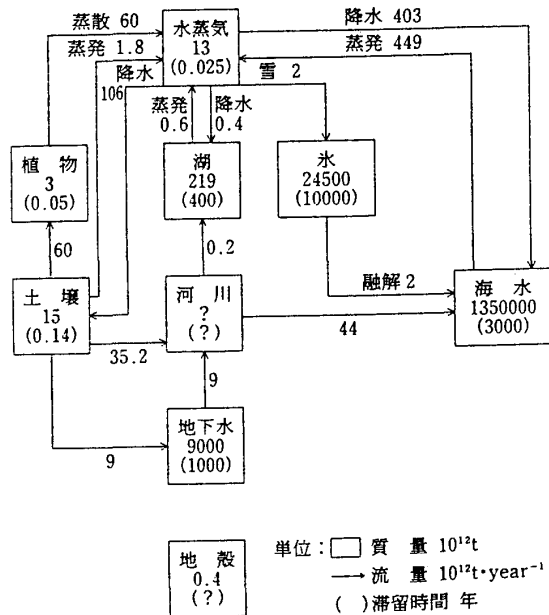 蒸散 60
蒸発 1.8
降水
106
水蒸気
13
(0.025)
降水 403
蒸発 449
雪 2
蒸発
0.6
降水
0.4
植物
3
(0.05)
湖
219
(400)
氷
24500
(10000)
60
0.2
融解 2
土壌
15
(0.14)
河川
?
(?)
海水
1350000
(3000)
35.2
44
9
9
地下水
9000
(1000)
地殻
0.4
(?)
単位:□ 質量 10¹²t
→ 流量 10¹²t・year⁻¹
( )滞留時間 年